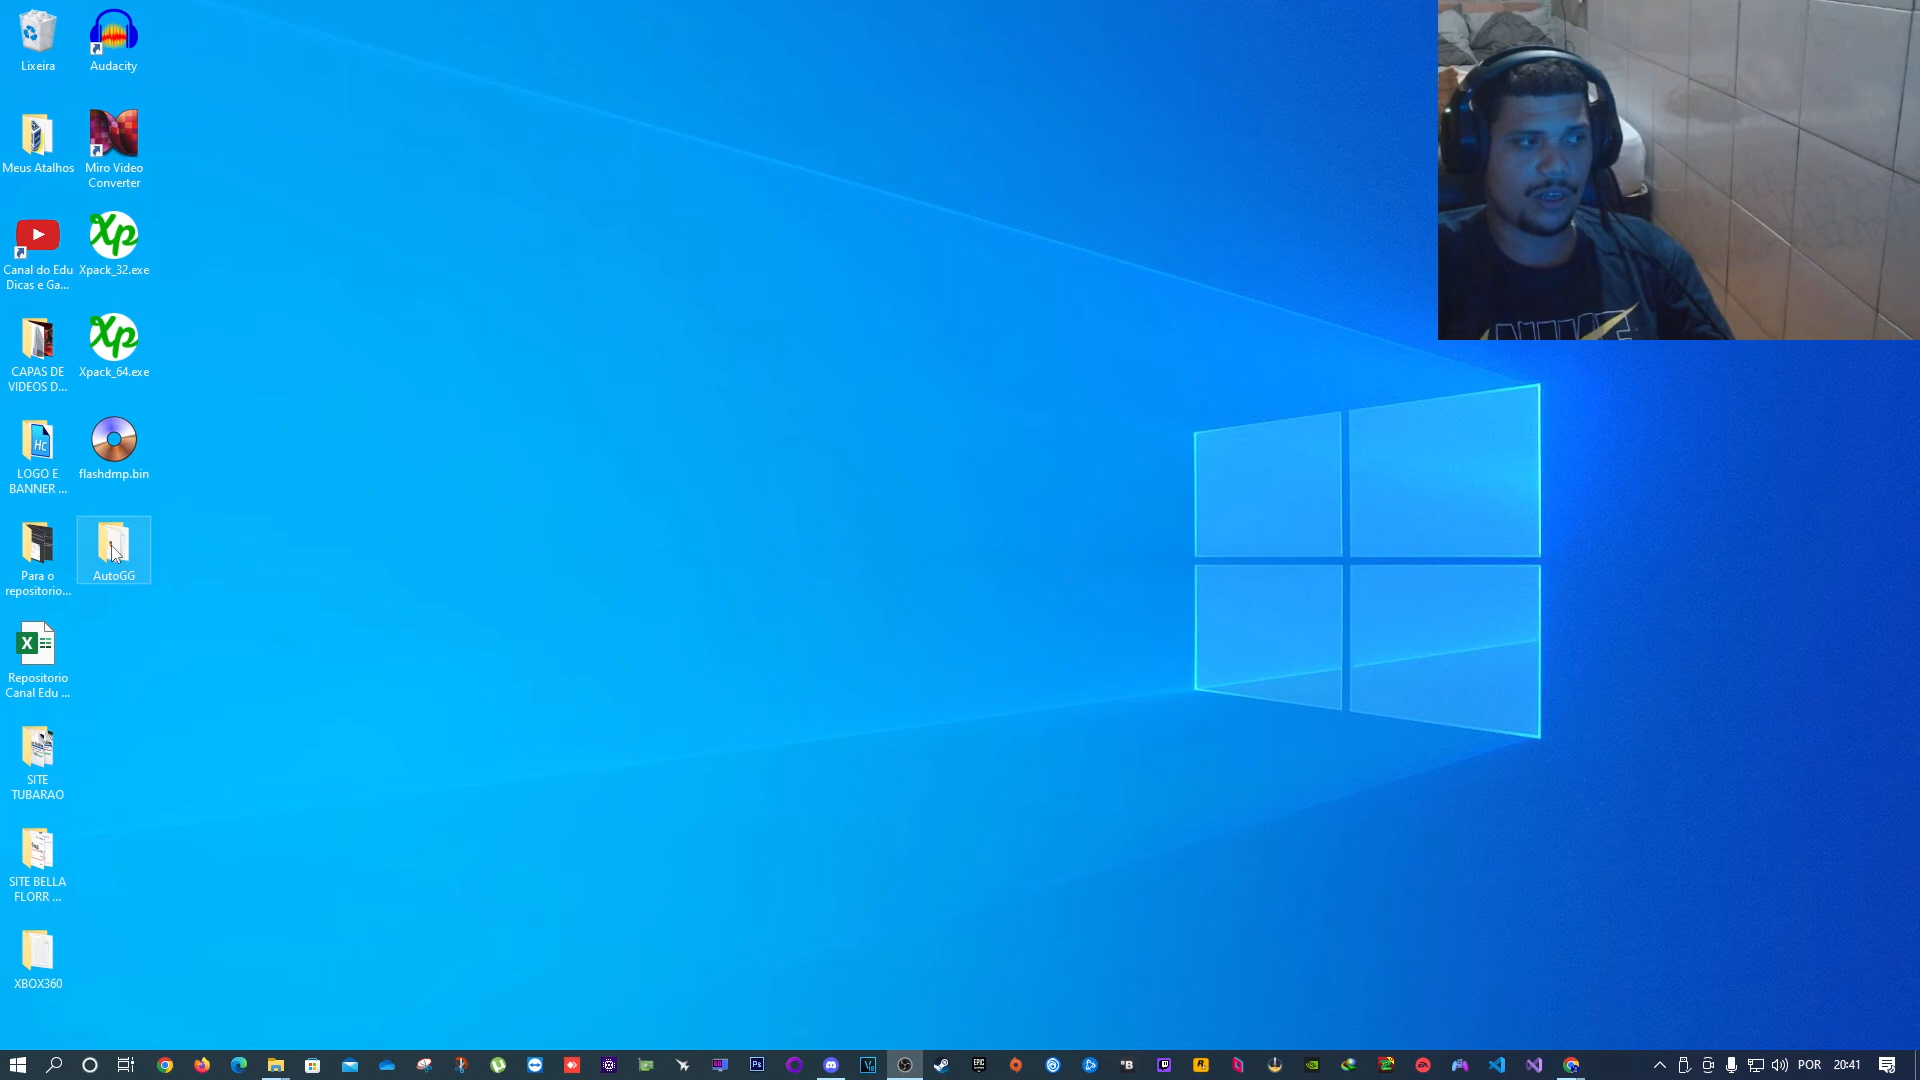 Lixeira
Audacity
Meus Atalhos
Miro Video
Converter
Canal do Edu
Dicas e Ga...
Xpack_32.exe
CAPAS DE
VIDEOS D...
Xpack_64.exe
LOGO E
BANNER ...
flashdmp.bin
Para o
repositorio...
AutoGG
Repositorio
Canal Edu ...
SITE
TUBARAO
SITE BELLA
FLORR ...
XBOX360
POR
20:41